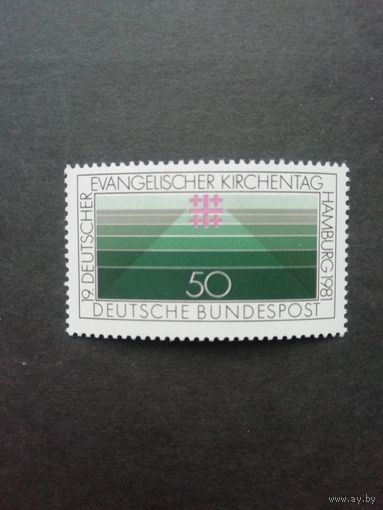 19. DEUTSCHER EVANGELISCHER KIRCHENTAG HAMBURG 1981
50
DEUTSCHE BUNDESPOST
www.ay.by